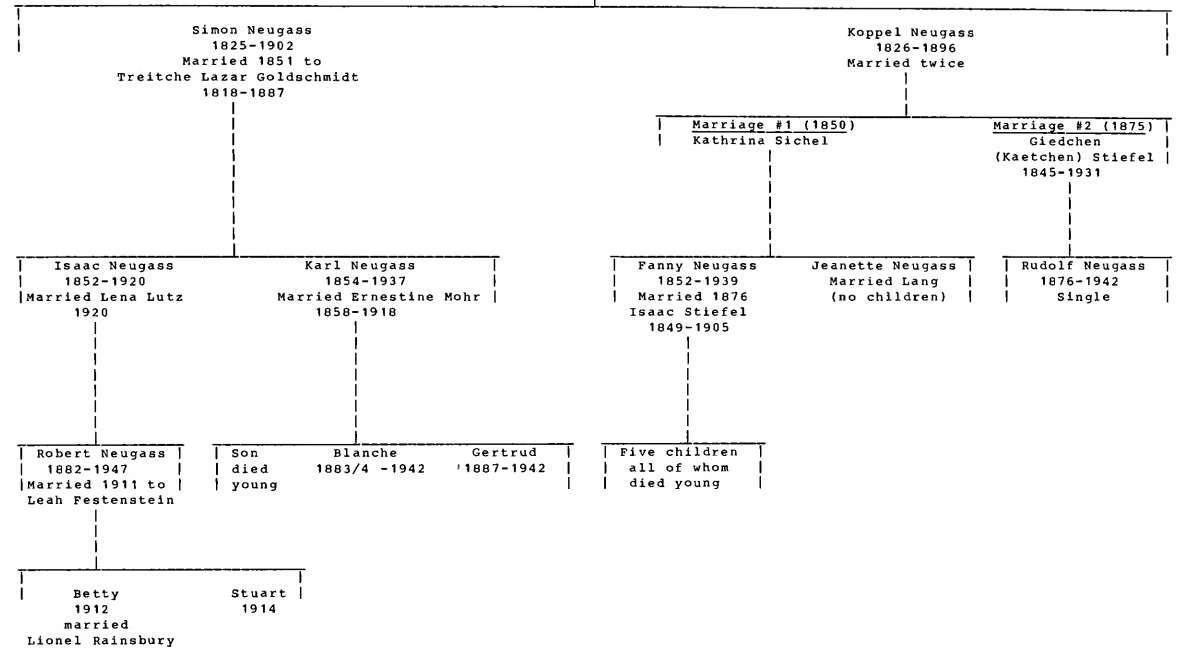 Simon Neugass
1825-1902
Married 1851 to
Treitche Lazar Goldschmidt
1818-1887
Koppel Neugass
1826-1896
Married twice
Marriage #1 (1850)
Kathrina Sichel
Marriage #2 (1875)
Giedchen
(Kaetchen) Stiefel
1845-1931
Isaac Neugass
1852-1920
Married Lena Lutz
1920
Karl Neugass
1854-1937
Married Ernestine Mohr
1858-1918
Fanny Neugass
1852-1939
Married 1876
Isaac Stiefel
1849-1905
Jeanette Neugass
Married Lang
(no children)
Rudolf Neugass
1876-1942
Single
Robert Neugass
1882-1947
Married 1911 to
Leah Festenstein
Son
died
young
Blanche
1883/4 -1942
Gertrud
1887-1942
Five children
all of whom
died young
Betty
1912
married
Lionel Rainsbury
Stuart
1914